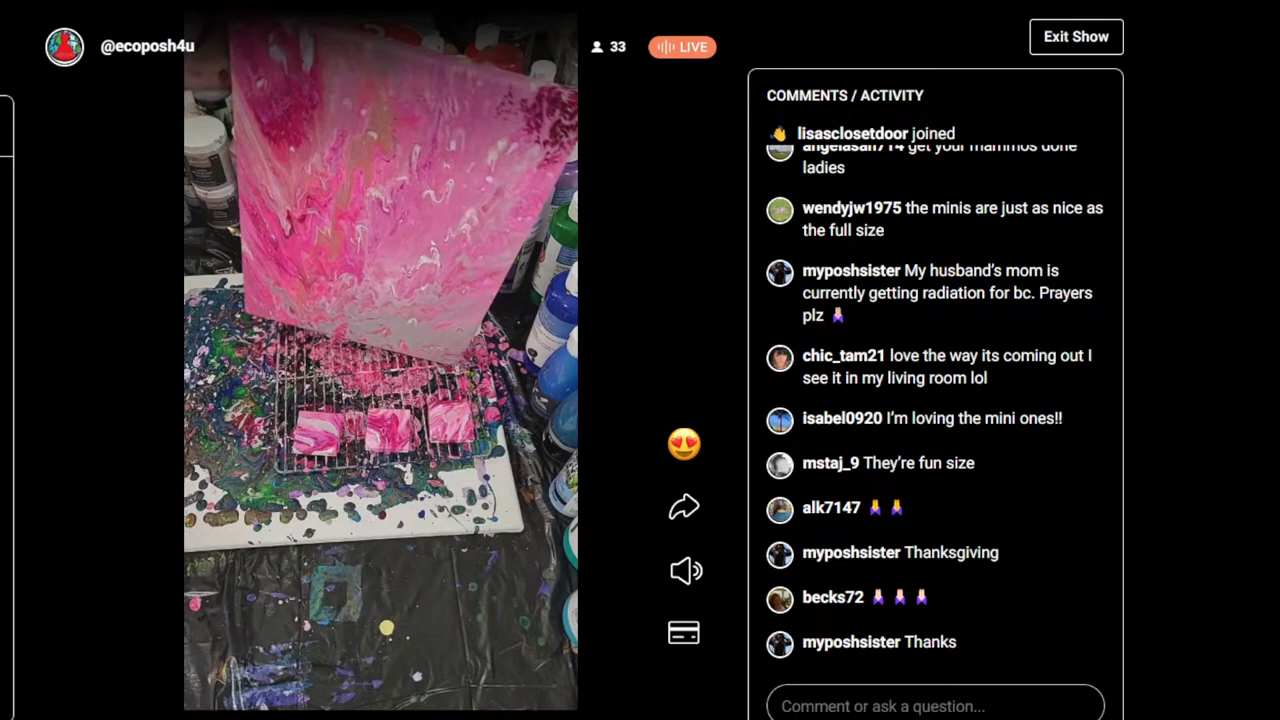 @ecoposh4u
33
LIVE
Exit Show
COMMENTS / ACTIVITY
lisasclosetdoor joined
angelasan714 get your mammos done
ladies
wendyjw1975 the minis are just as nice as
the full size
myposhsister My husband's mom is
currently getting radiation for bc. Prayers
plz
chic_tam21 love the way its coming out I
see it in my living room lol
isabel0920 I'm loving the mini ones!!
mstaj_9 They're fun size
alk7147
myposhsister Thanksgiving
becks72
myposhsister Thanks
Comment or ask a question...